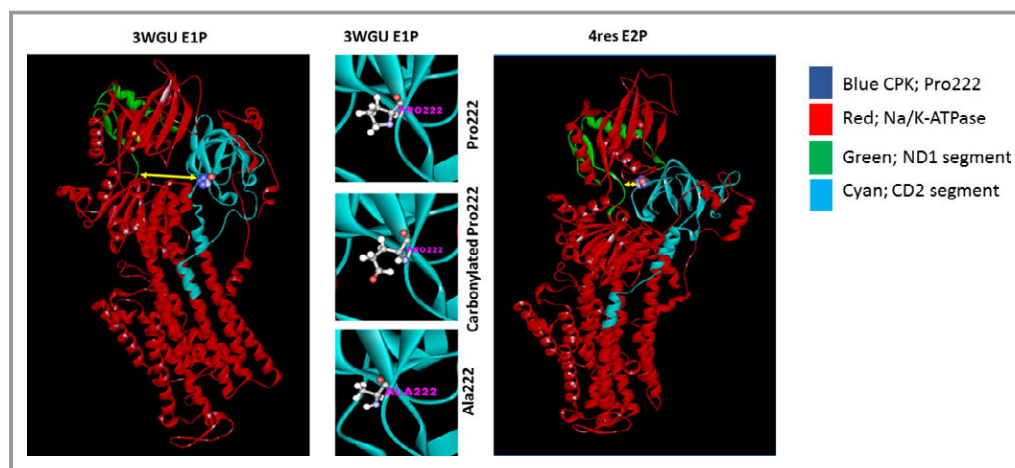 3WGU E1P
3WGU E1P
4res E2P
PRO222
Pro222
PRO222
Carbonylated Pro222
ALA222
Ala222
Blue CPK; Pro222
Red; Na/K-ATPase
Green; ND1 segment
Cyan; CD2 segment